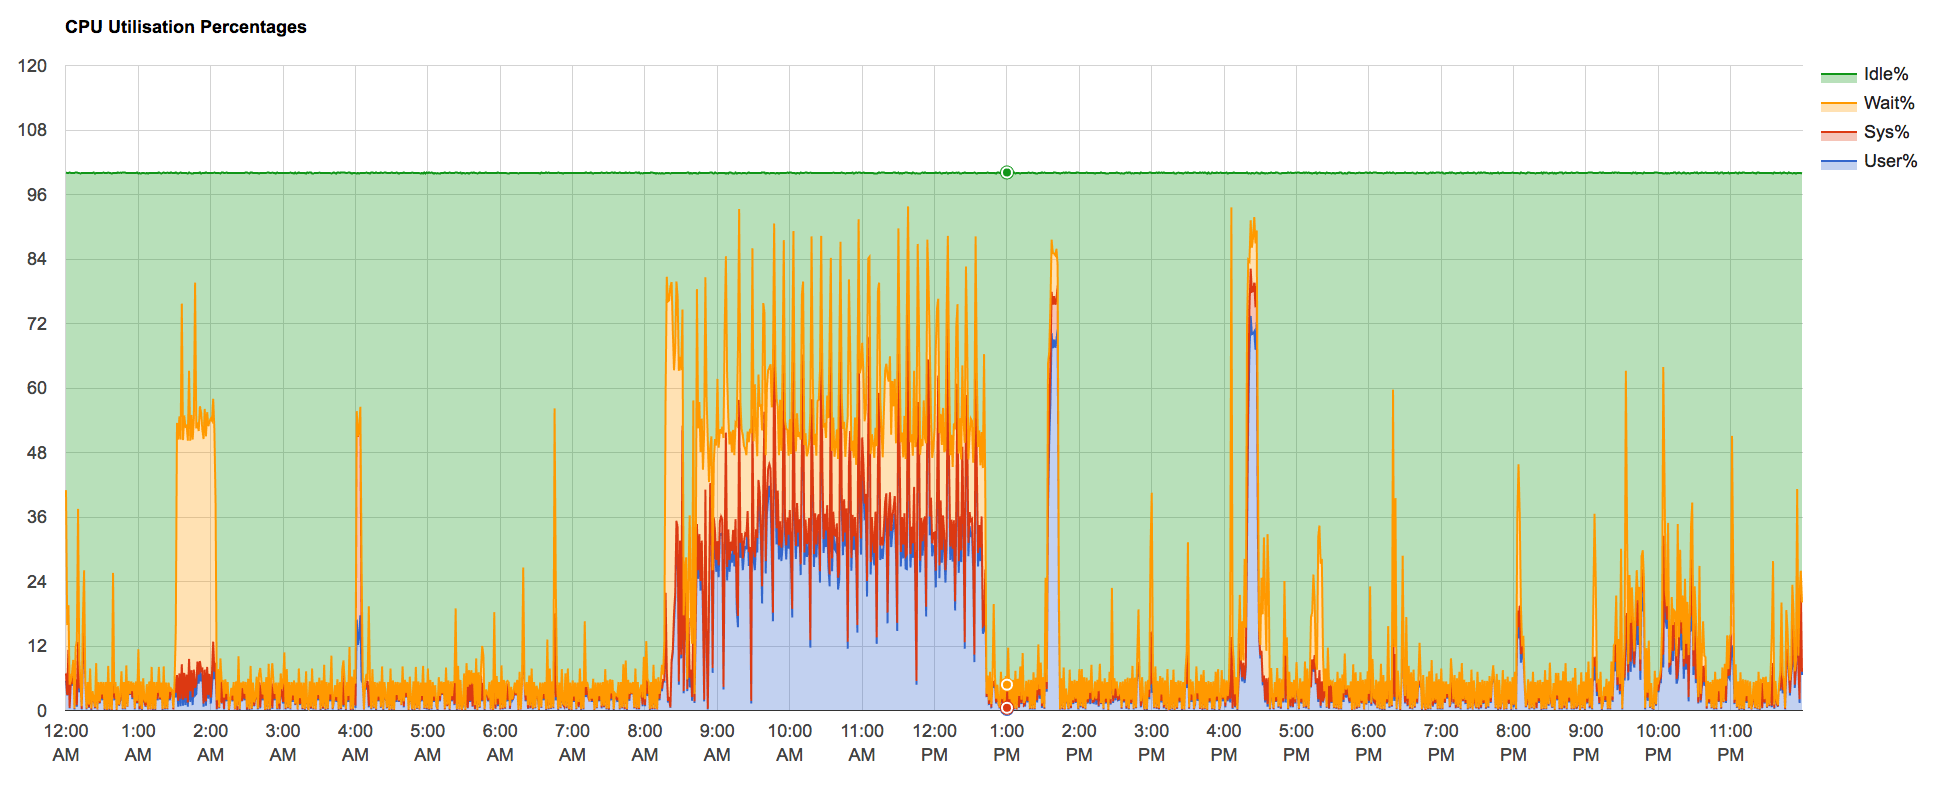 CPU Utilisation Percentages
120
108
96
84
72
60
48
36
24
12
0
Idle%
Wait%
Sys%
User%
12:00 AM
1:00 AM
2:00 AM
3:00 AM
4:00 AM
5:00 AM
6:00 AM
7:00 AM
8:00 AM
9:00 AM
10:00 AM
11:00 AM
12:00 PM
1:00 PM
2:00 PM
3:00 PM
4:00 PM
5:00 PM
6:00 PM
7:00 PM
8:00 PM
9:00 PM
10:00 PM
11:00 PM